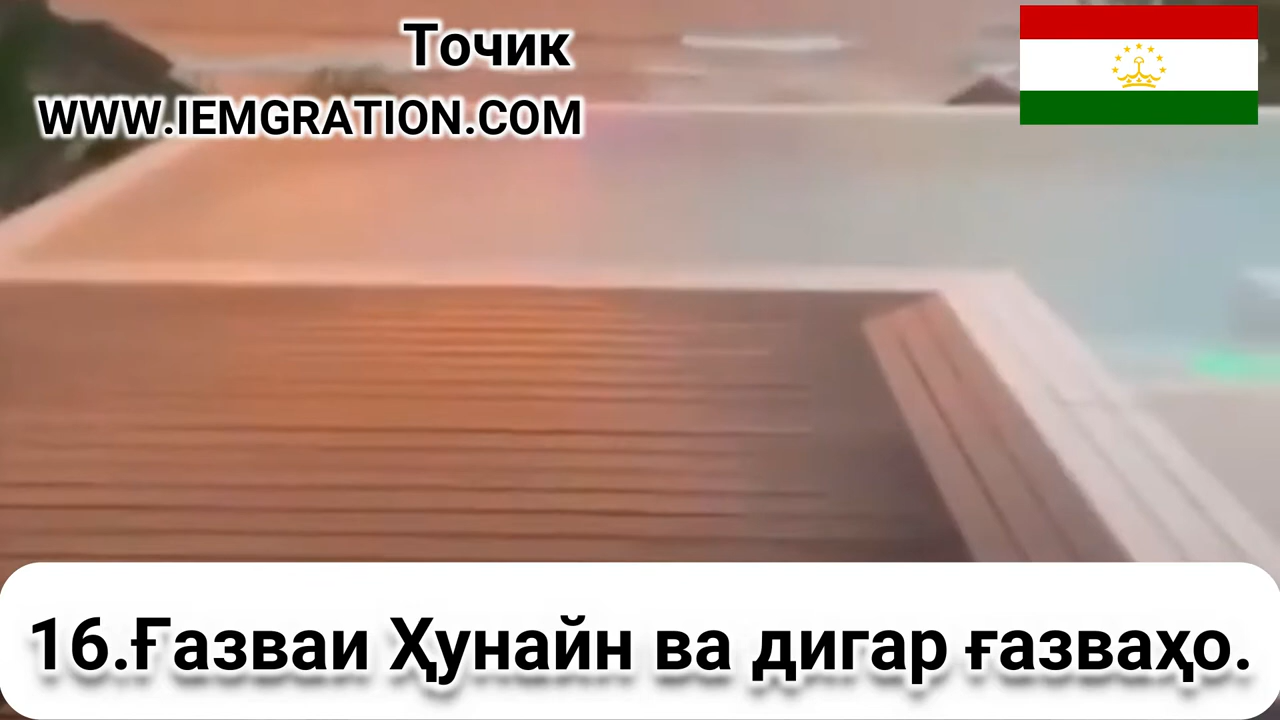 Точик
WWW.IEMGRATION.COM
16.Ғазваи Ҳунайн ва дигар ғазваҳо.